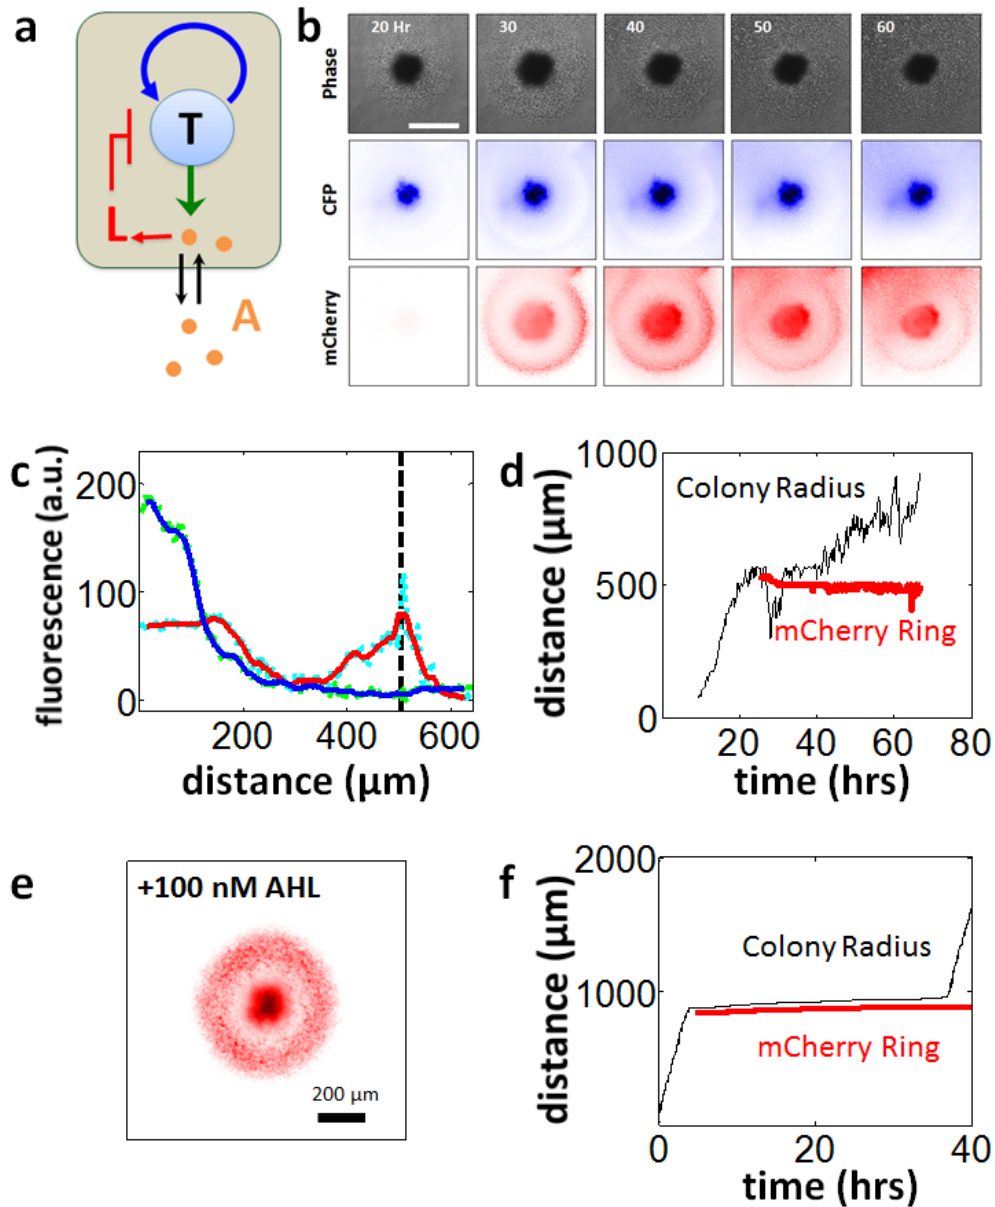 a
T
L
A
b
20 Hr 30 40 50 60
Phase
CFP
mCherry
c
fluorescence (a.u.)
200
100
0
200 400 600
distance (μm)
d
distance (μm)
1000
500
0
Colony Radius
mCherry Ring
20 40 60 80
time (hrs)
e
+100 nM AHL
200 μm
f
distance (μm)
2000
1000
Colony Radius
mCherry Ring
0 20 40
time (hrs)